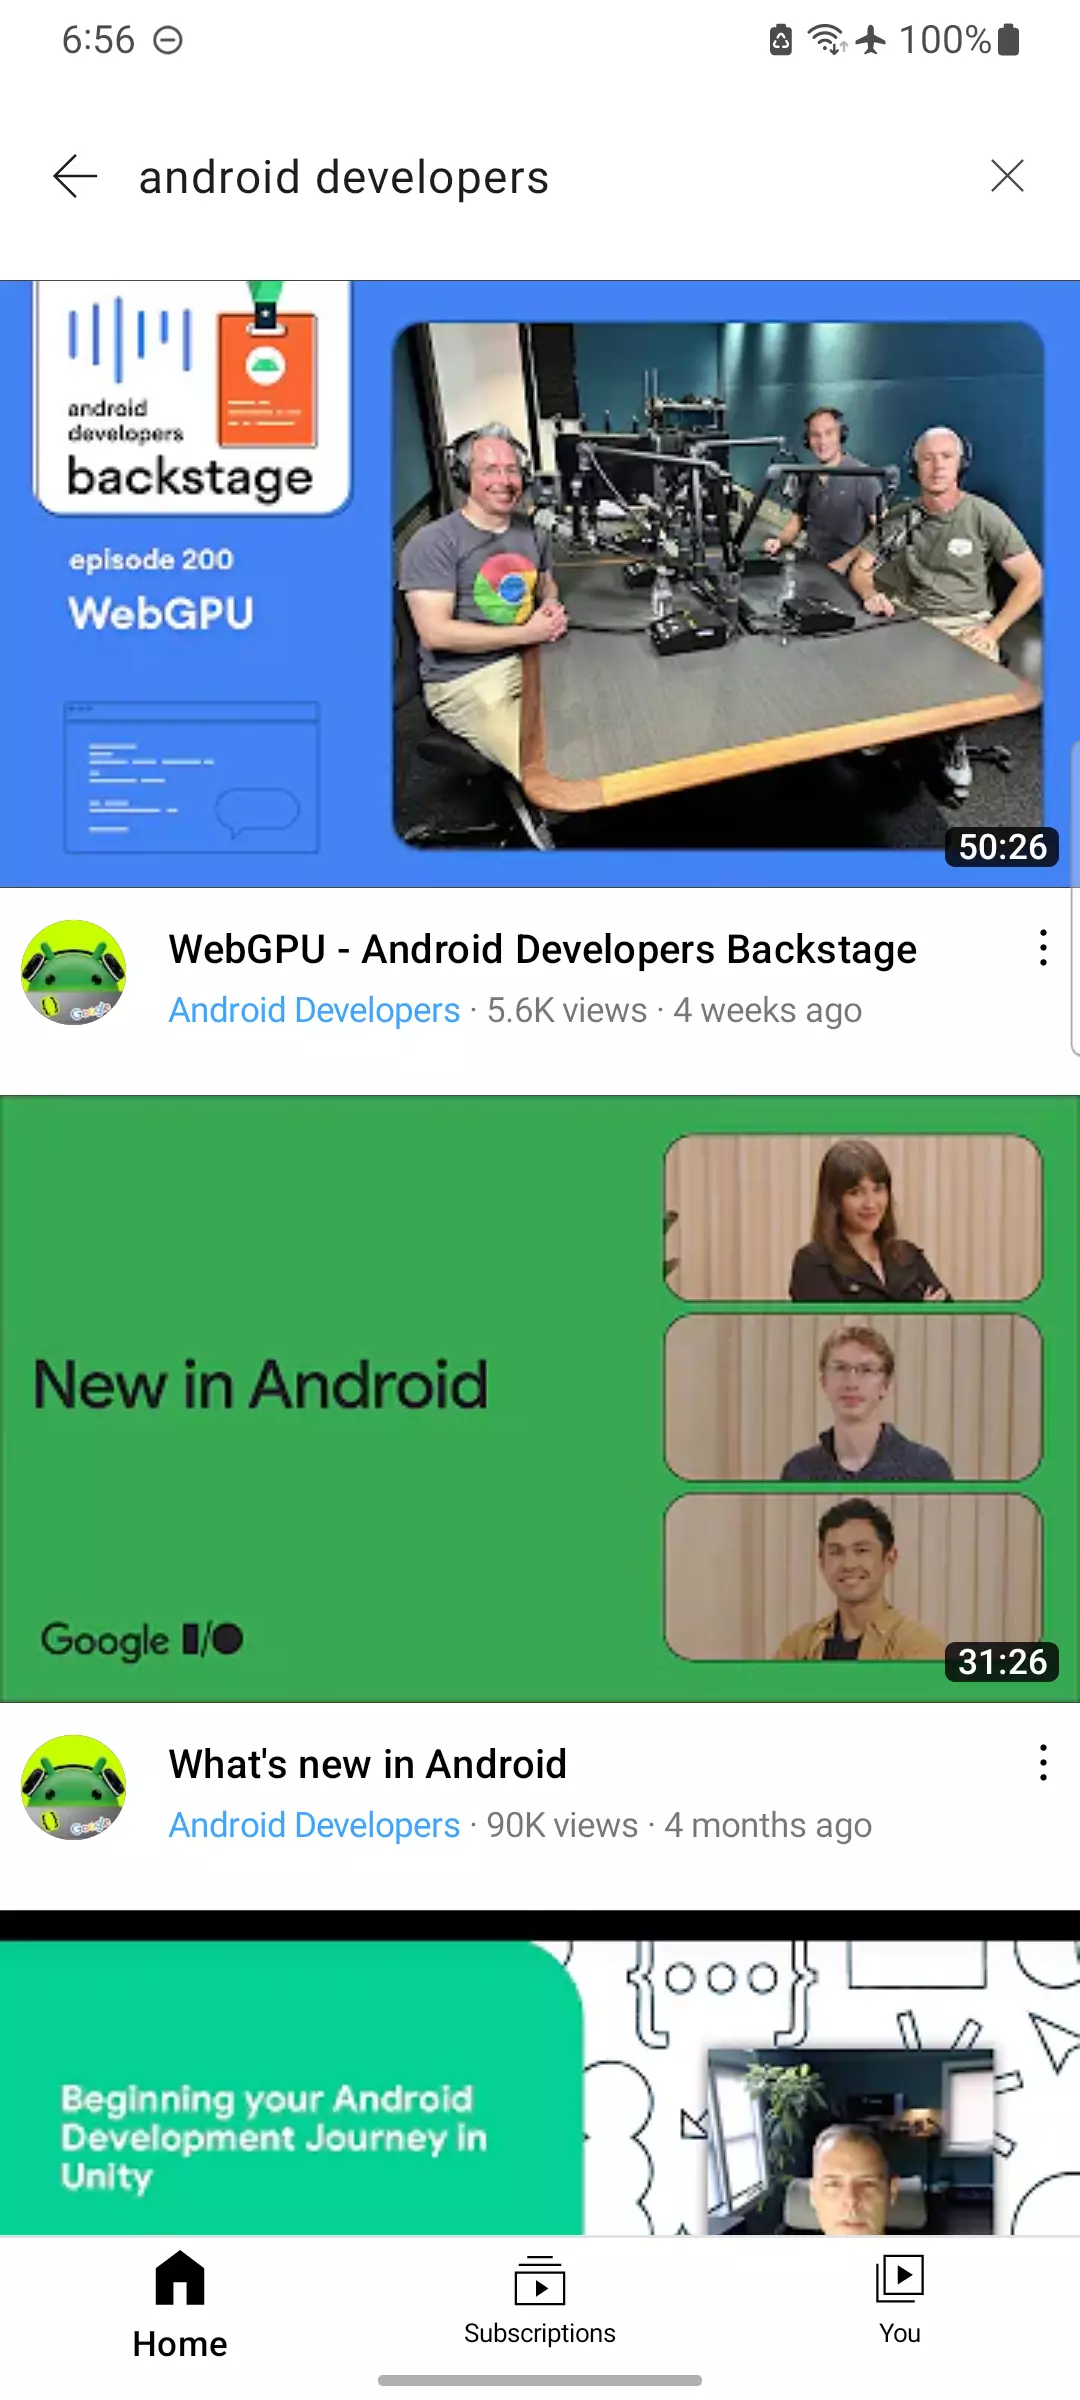 6:56
100%
android developers
android
developers
backstage
episode 200
WebGPU
50:26
WebGPU - Android Developers Backstage
Android Developers · 5.6K views · 4 weeks ago
New in Android
Google I/O
31:26
What's new in Android
Android Developers · 90K views · 4 months ago
Beginning your Android
Development Journey in
Unity
Home
Subscriptions
You